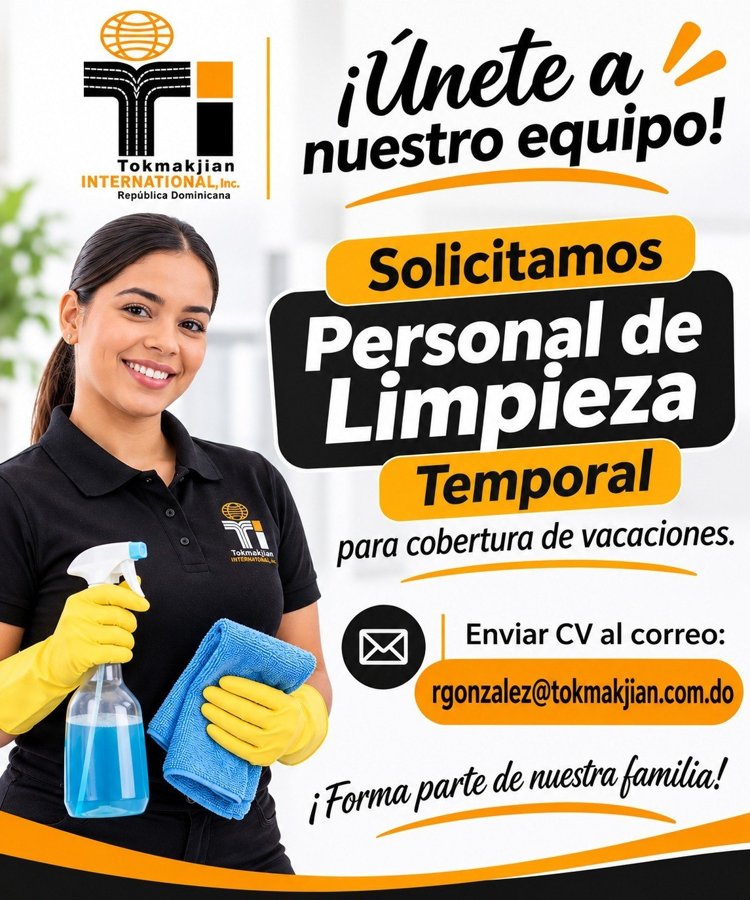 Tokmakjian
INTERNATIONAL, Inc.
República Dominicana
¡Únete a
nuestro equipo!
Solicitamos
Personal de
Limpieza
Temporal
para cobertura de vacaciones.
Tokmakjian
INTERNATIONAL, Inc.
Enviar CV al correo:
rgonzalez@tokmakjian.com.do
¡Forma parte de nuestra familia!